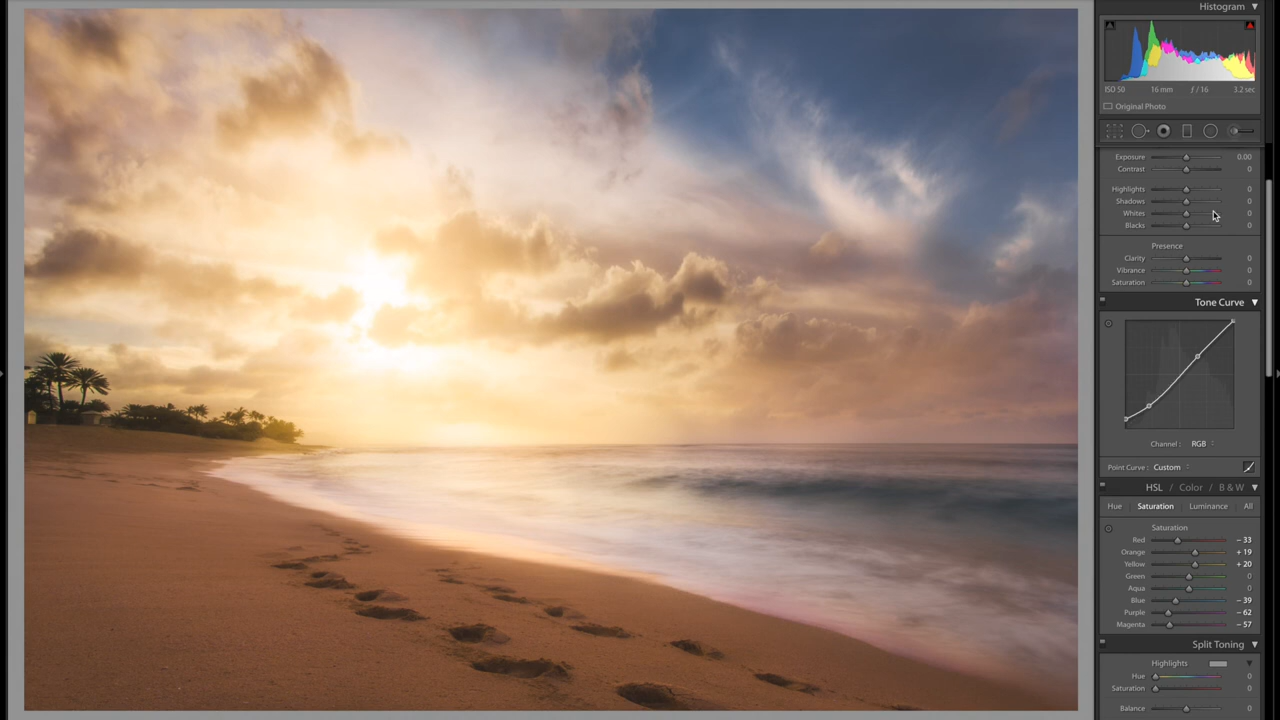 Histogram
ISO 50 16 mm ƒ / 16 3.2 sec
Original Photo
Exposure 0.00
Contrast 0
Highlights 0
Shadows 0
Whites 0
Blacks 0
Presence
Clarity 0
Vibrance 0
Saturation 0
Tone Curve
Channel : RGB
Point Curve : Custom
HSL / Color / B & W
Hue Saturation Luminance All
Saturation
Red − 33
Orange + 19
Yellow + 20
Green 0
Aqua 0
Blue − 39
Purple − 62
Magenta − 57
Split Toning
Highlights
Hue 0
Saturation 0
Balance 0